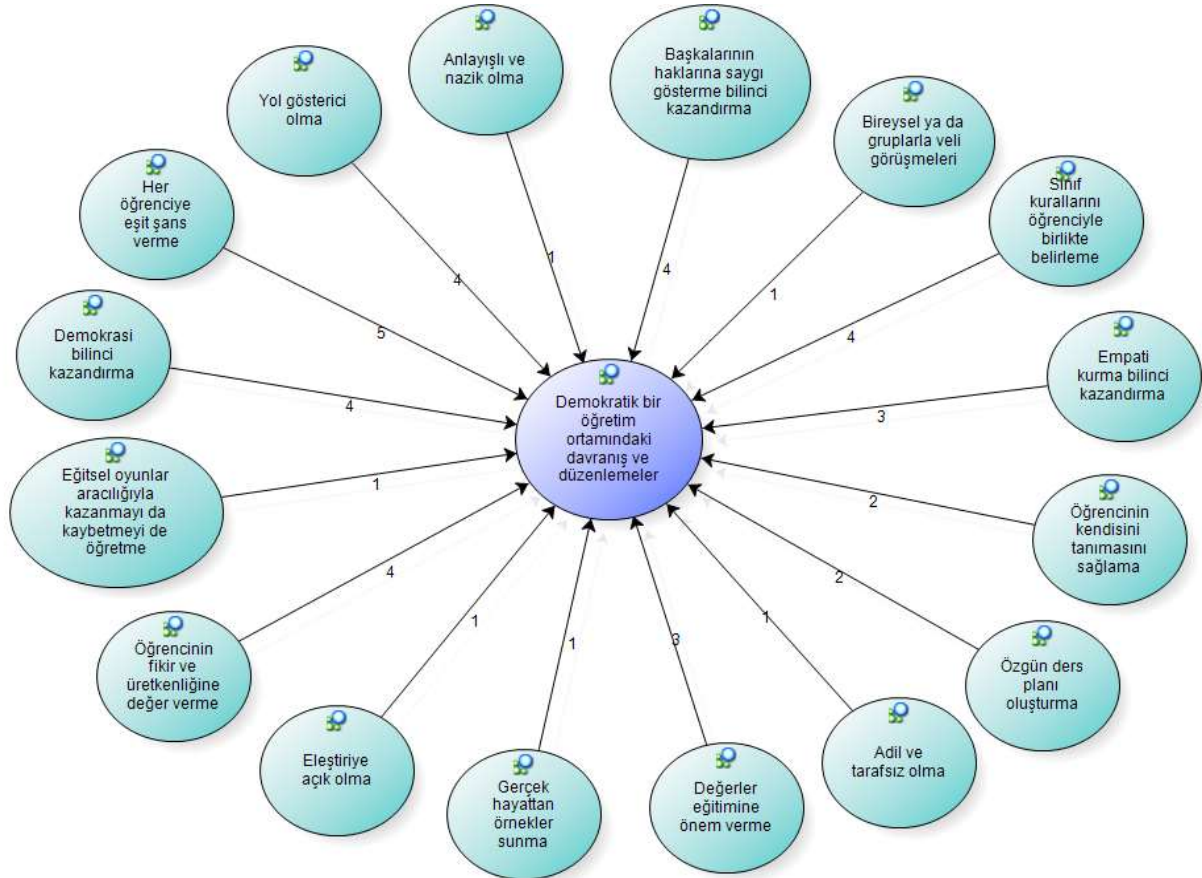 Anlayışlı ve
nazik olma
Başkalarının
haklarına saygı
gösterme bilinci
kazandırma
Yol gösterici
olma
Bireysel ya da
gruplarla veli
görüşmeleri
Her
öğrenciye
eşit şans
verme
Sınıf
kurallarını
öğrenciyle
birlikte
belirleme
4
1
4
1
5
4
Demokrasi
bilinci
kazandırma
Empati
kurma bilinci
kazandırma
4
3
Demokratik bir
öğretim
ortamındaki
davranış ve
düzenlemeler
Eğitsel oyunlar
aracılığıyla
kazanmayı da
kaybetmeyi de
öğretme
1
2
Öğrencinin
kendisini
tanımasını
sağlama
4
1
1
3
1
2
Öğrencinin
fikir ve
üretkenliğine
değer verme
Özgün ders
planı
oluşturma
Eleştiriye
açık olma
Gerçek
hayattan
örnekler
sunma
Değerler
eğitimine
önem verme
Adil ve
tarafsız olma